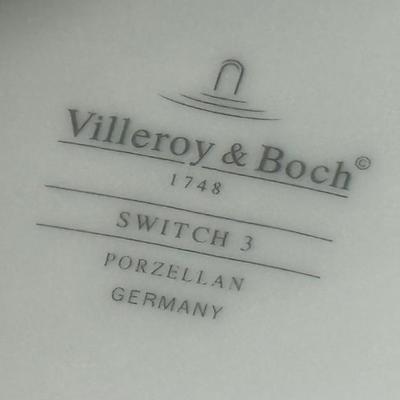 Villeroy & Boch©
1748
SWITCH 3
PORZELLAN
GERMANY